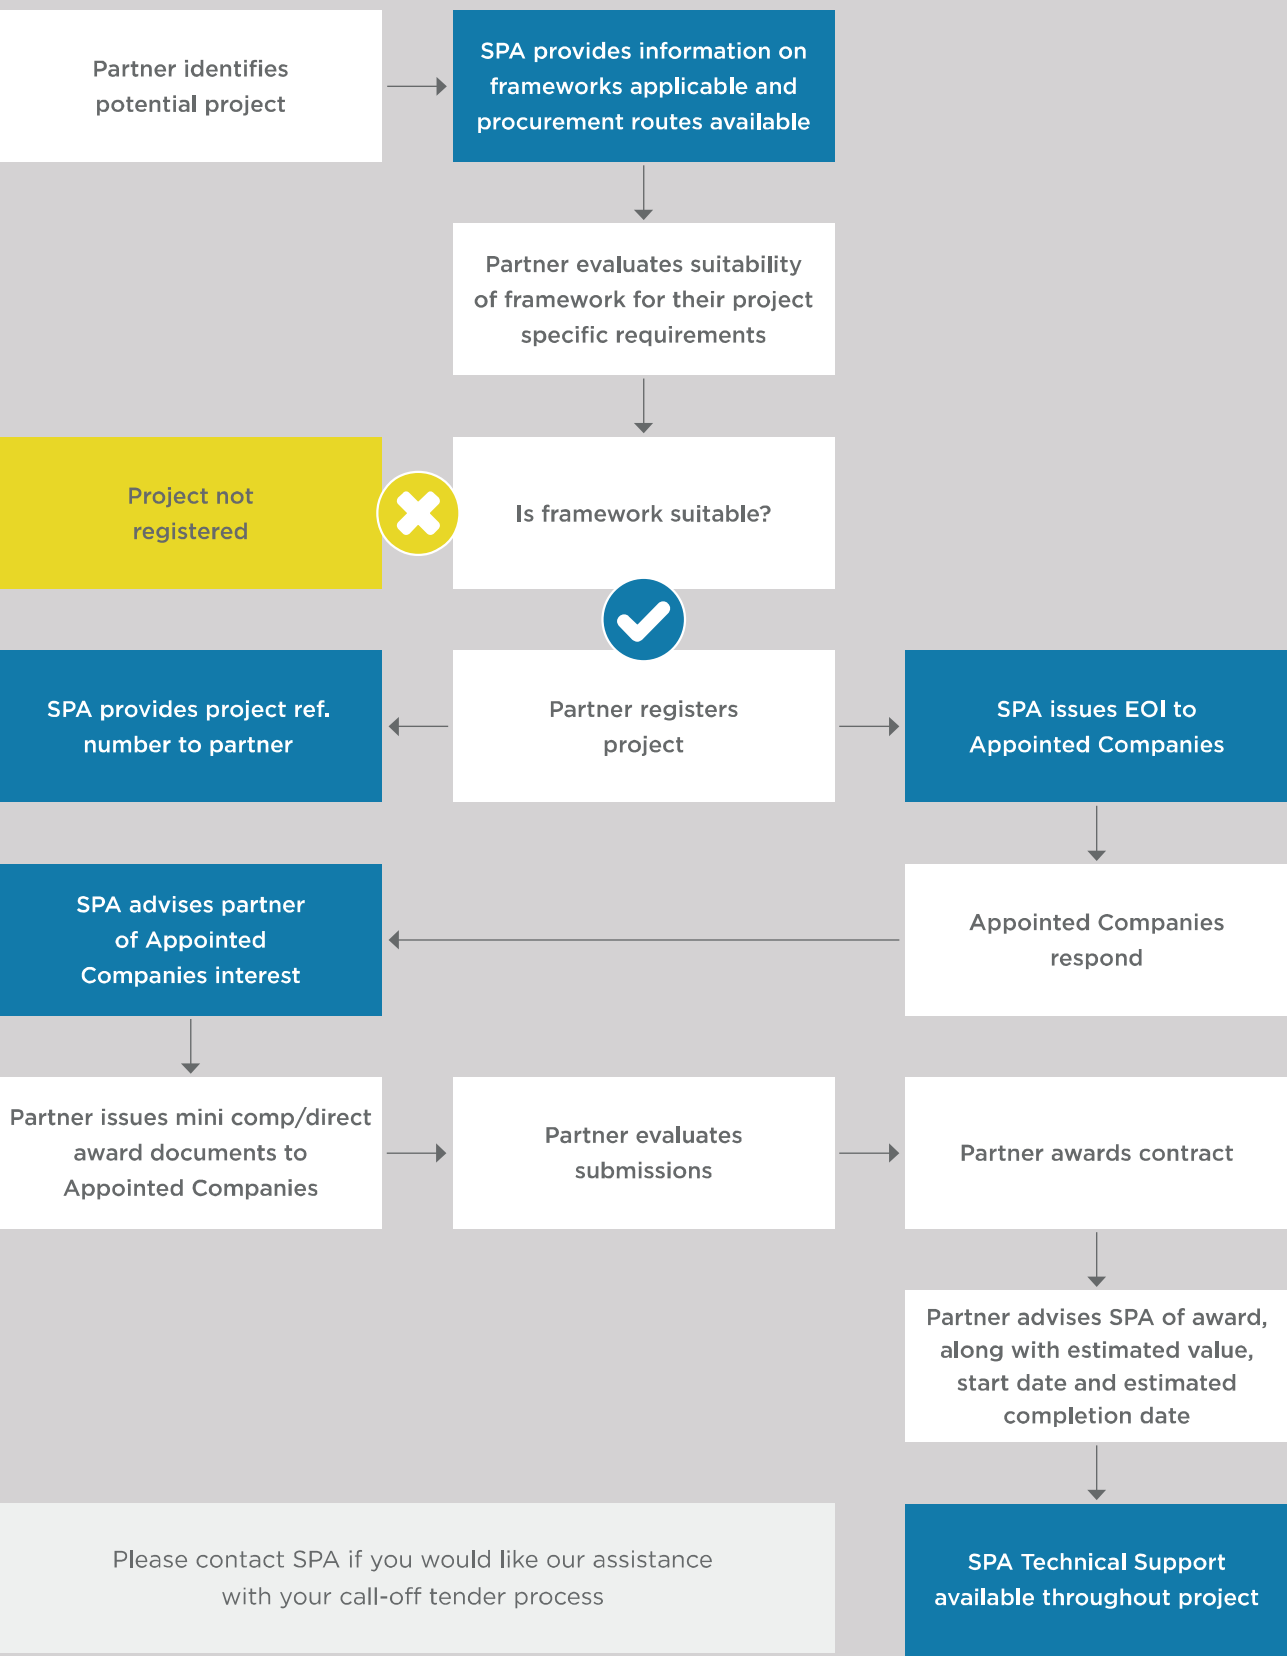 Partner identifies
potential project
SPA provides information on
frameworks applicable and
procurement routes available
Partner evaluates suitability
of framework for their project
specific requirements
Project not
registered
Is framework suitable?
SPA provides project ref.
number to partner
Partner registers
project
SPA issues EOI to
Appointed Companies
SPA advises partner
of Appointed
Companies interest
Appointed Companies
respond
Partner issues mini comp/direct
award documents to
Appointed Companies
Partner evaluates
submissions
Partner awards contract
Partner advises SPA of award,
along with estimated value,
start date and estimated
completion date
Please contact SPA if you would like our assistance
with your call-off tender process
SPA Technical Support
available throughout project